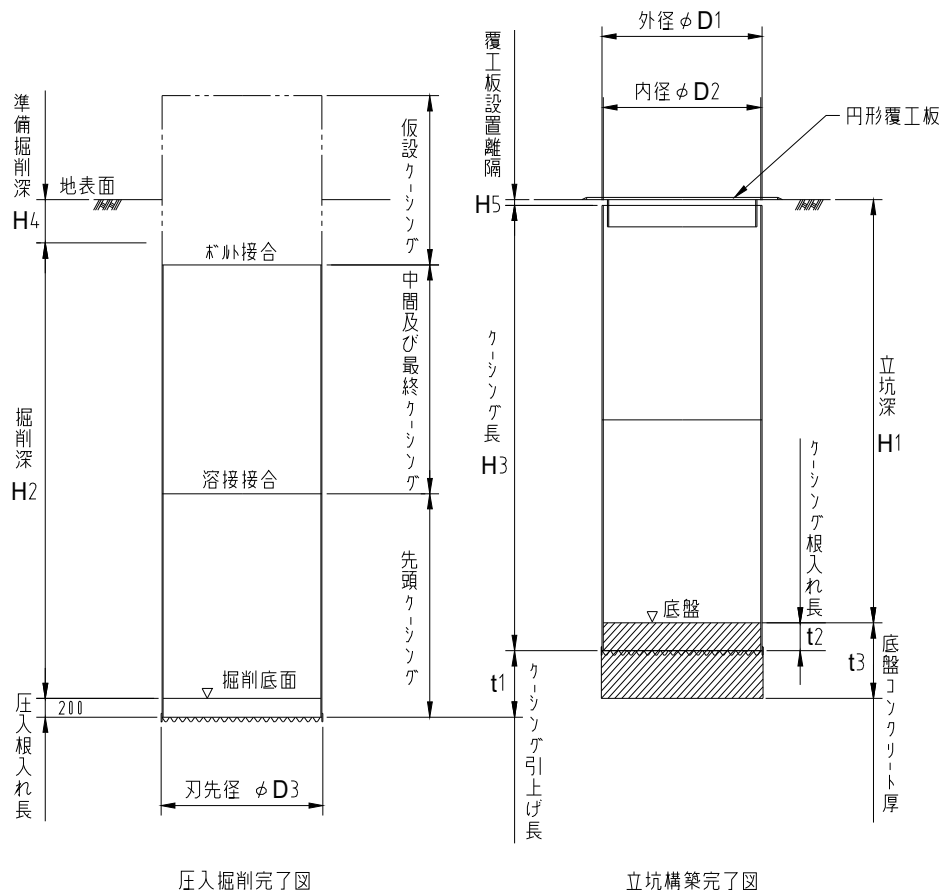 準備掘削深
H4
地表面
掘削深
H2
圧入根入れ長
200
仮設ケーシング
ボルト接合
中間及び最終ケーシング
溶接接合
先頭ケーシング
掘削底面
刃先径 φD3
圧入掘削完了図
外径φD1
内径φD2
覆工板設置離隔
H5
円形覆工板
ケーシング長
H3
立坑深
H1
ケーシング根入れ長
t2
底盤
t1
ケーシング引上げ長
t3
底盤コンクリート厚
立坑構築完了図